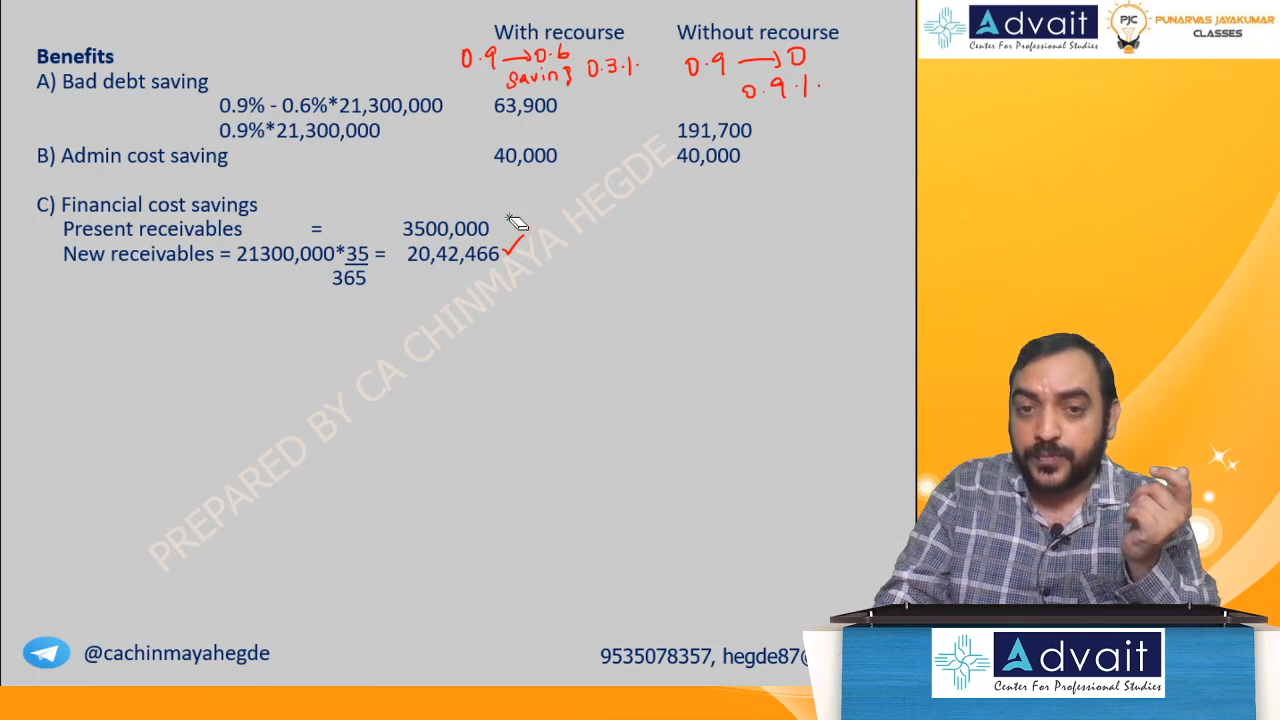 With recourse Without recourse
Benefits
0.9 → 0.6
saving 0.3%
0.9 → 0
0.9%
A) Bad debt saving
0.9% - 0.6%*21,300,000 63,900
0.9%*21,300,000 191,700
B) Admin cost saving 40,000 40,000
C) Financial cost savings
Present receivables = 3500,000
New receivables = 21300,000*35 = 20,42,466 ✓
365
PREPARED BY CA CHINMAYA HEGDE
@cachinmayahegde
9535078357, hegde87@
Advait
Center For Professional Studies
PJC
PUNARVAS JAYAKUMAR
CLASSES
Advait
Center For Professional Studies